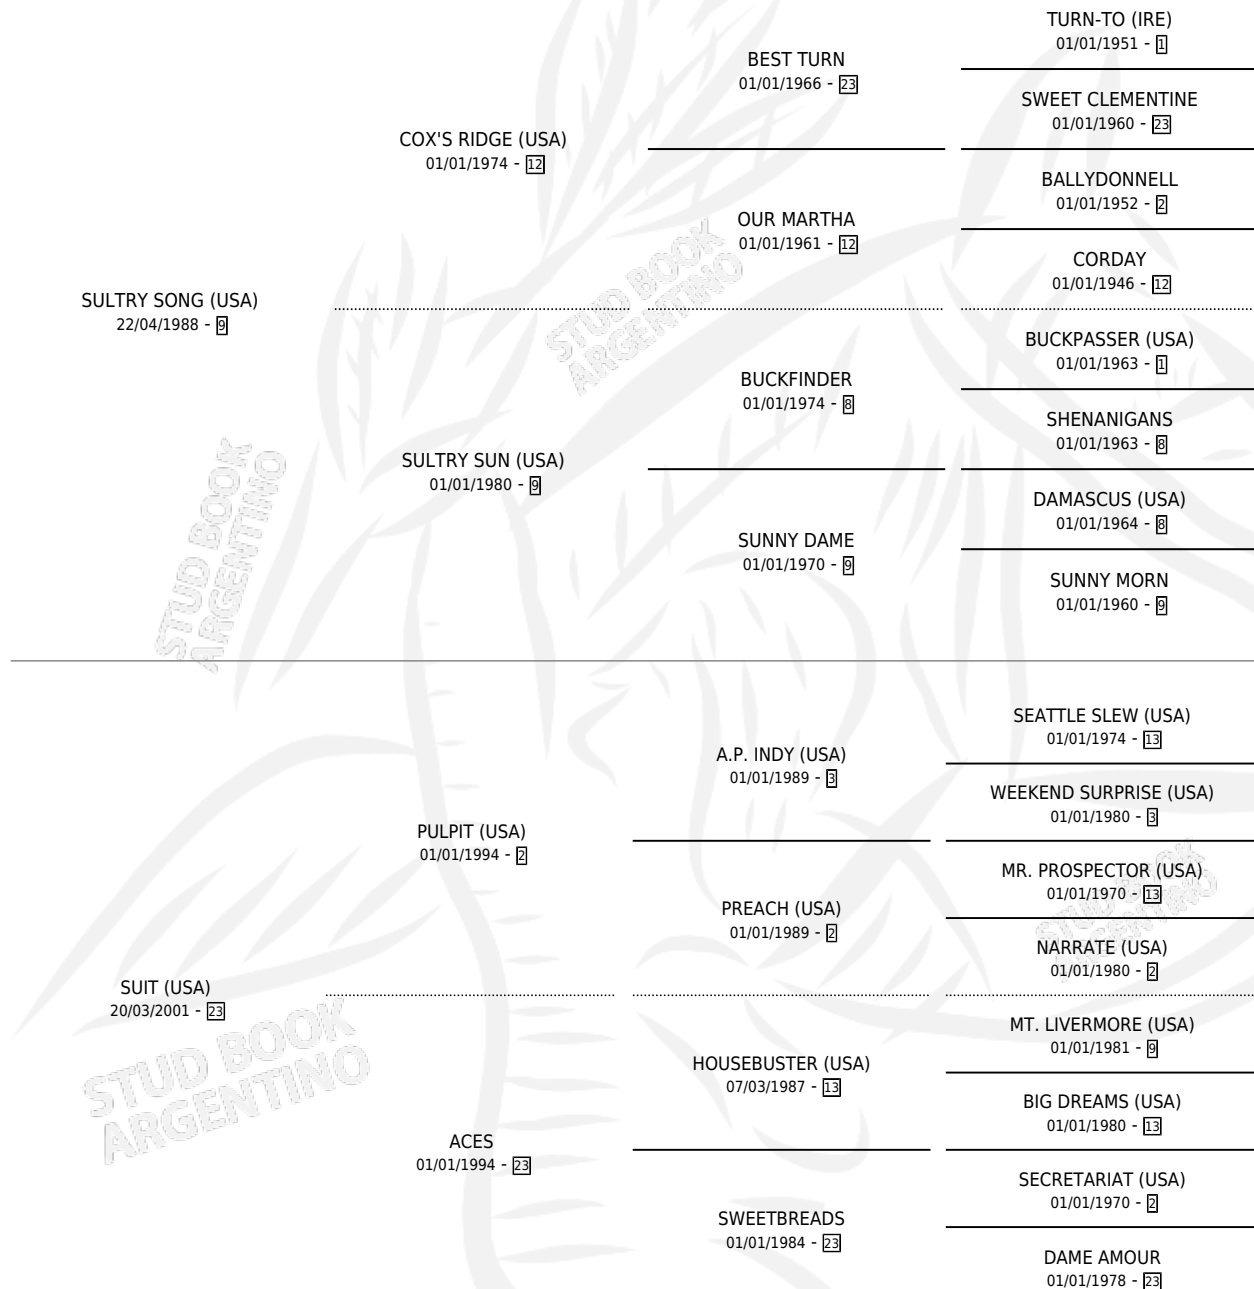 TURN-TO (IRE)
01/01/1951 - 1
BEST TURN
01/01/1966 - 23
SWEET CLEMENTINE
01/01/1960 - 23
COX'S RIDGE (USA)
01/01/1974 - 12
BALLYDONNELL
01/01/1952 - 2
OUR MARTHA
01/01/1961 - 12
CORDAY
01/01/1946 - 12
SULTRY SONG (USA)
22/04/1988 - 9
BUCKPASSER (USA)
01/01/1963 - 1
BUCKFINDER
01/01/1974 - 8
SHENANIGANS
01/01/1963 - 8
SULTRY SUN (USA)
01/01/1980 - 9
DAMASCUS (USA)
01/01/1964 - 8
SUNNY DAME
01/01/1970 - 9
SUNNY MORN
01/01/1960 - 9
SEATTLE SLEW (USA)
01/01/1974 - 13
A.P. INDY (USA)
01/01/1989 - 3
WEEKEND SURPRISE (USA)
01/01/1980 - 3
PULPIT (USA)
01/01/1994 - 2
MR. PROSPECTOR (USA)
01/01/1970 - 13
PREACH (USA)
01/01/1989 - 2
NARRATE (USA)
01/01/1980 - 2
SUIT (USA)
20/03/2001 - 23
MT. LIVERMORE (USA)
01/01/1981 - 9
HOUSEBUSTER (USA)
07/03/1987 - 13
BIG DREAMS (USA)
01/01/1980 - 13
ACES
01/01/1994 - 23
SECRETARIAT (USA)
01/01/1970 - 2
SWEETBREADS
01/01/1984 - 23
DAME AMOUR
01/01/1978 - 23
STUD BOOK
ARGENTINO
STUD BOOK
ARGENTINO
STUD BOOK
ARGENTINO
STUD BOOK
ARGENTINO